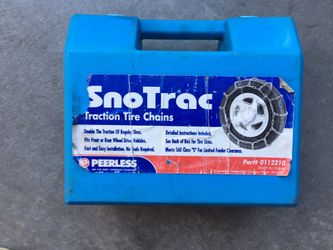 SnoTrac
Traction Tire Chains
Double The Traction Of Regular Tires.
Fits Front or Rear Wheel Drive Vehicles.
Fast and Easy Installation. No Tools Required.
Detailed Instructions Included.
See Back of Box for Tire Sizes.
Meets SAE Class "S" For Limited Fender Clearance.
PEERLESS
Part# 0112210